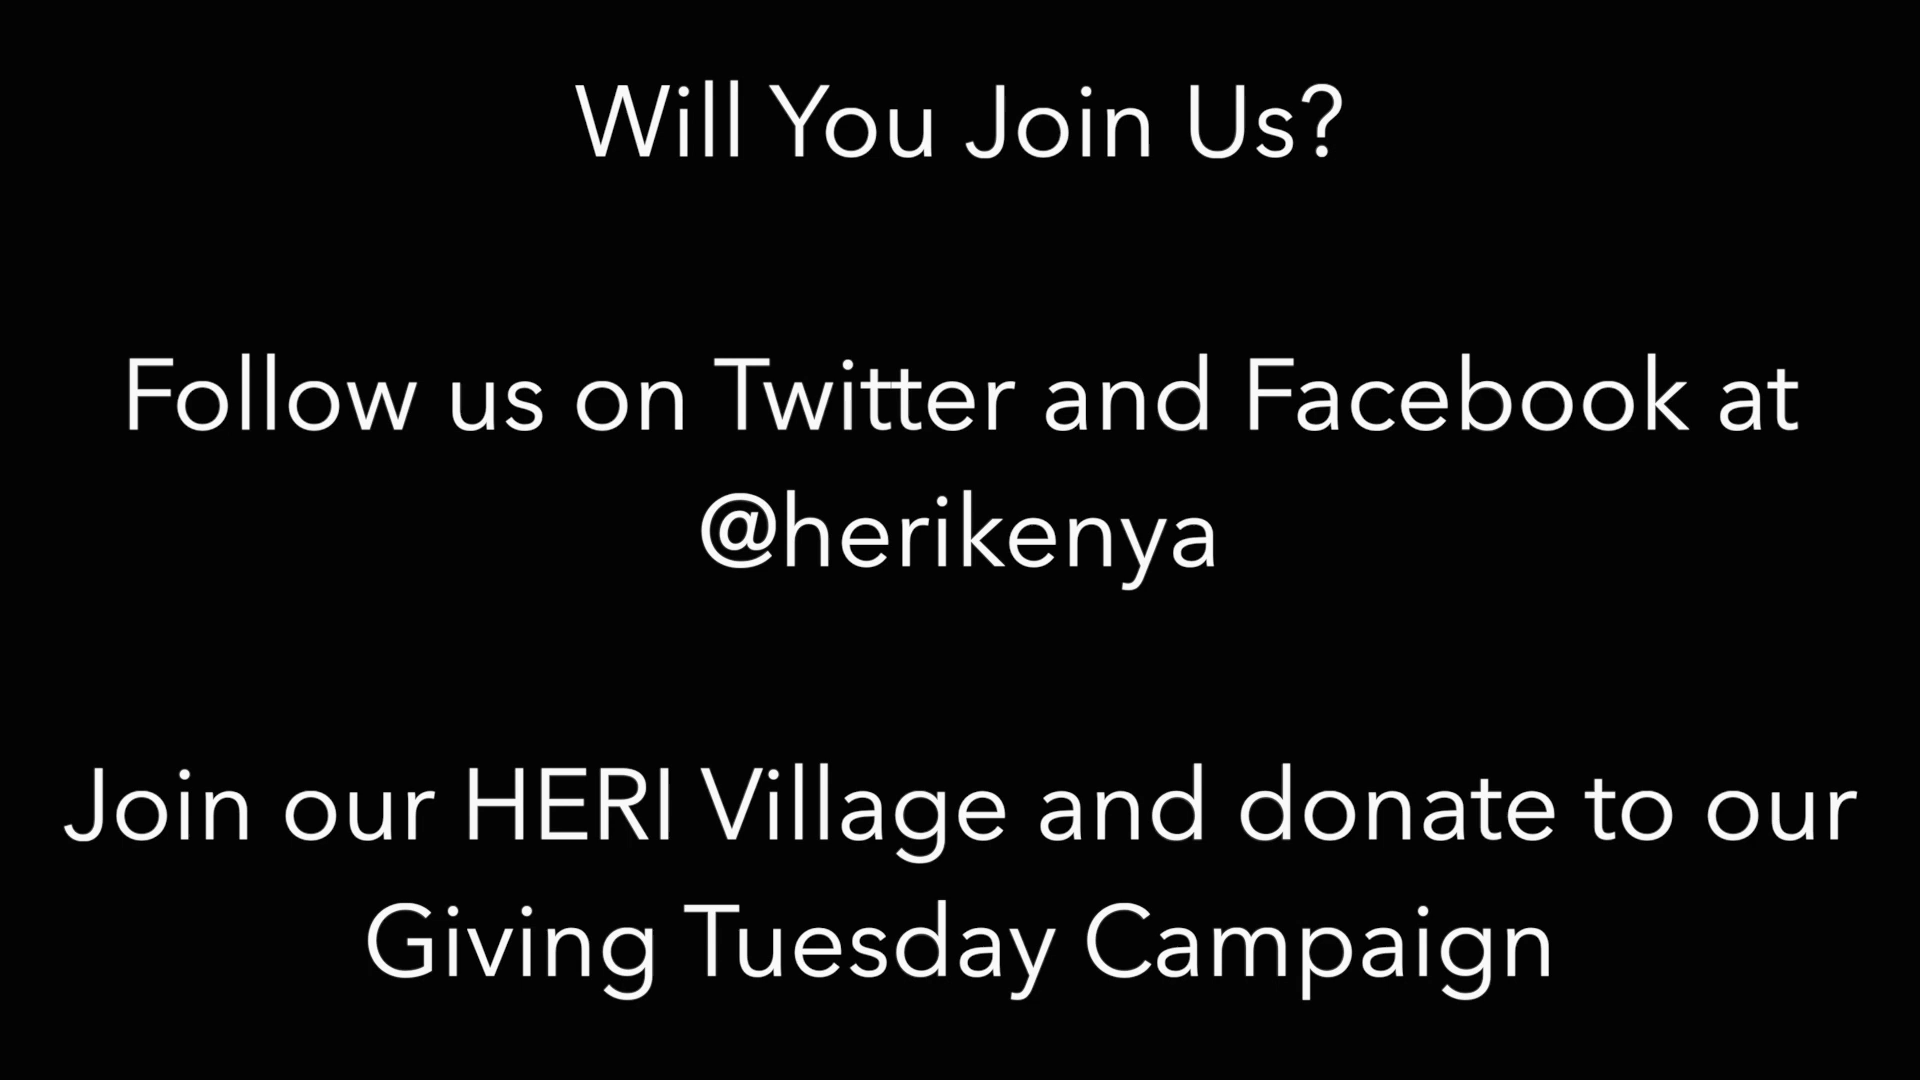 Will You Join Us?
Follow us on Twitter and Facebook at
@herikenya
Join our HERI Village and donate to our
Giving Tuesday Campaign